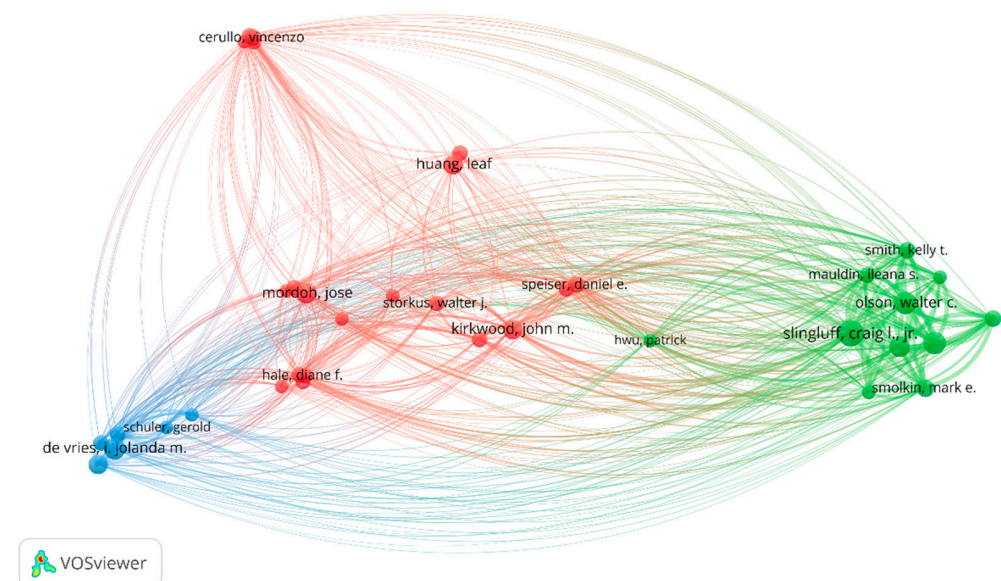 cerullo, vincenzo
huang, leaf
smith, kelly t.
mauldin, ileana s.
speiser, daniel e.
mordoh, jose
storkus, walter j.
olson, walter c.
kirkwood, john m.
slingluff, craig l., jr.
hwu, patrick
hale, diane f.
smolkin, mark e.
schuler, gerold
de vries, i. jolanda m.
VOSviewer